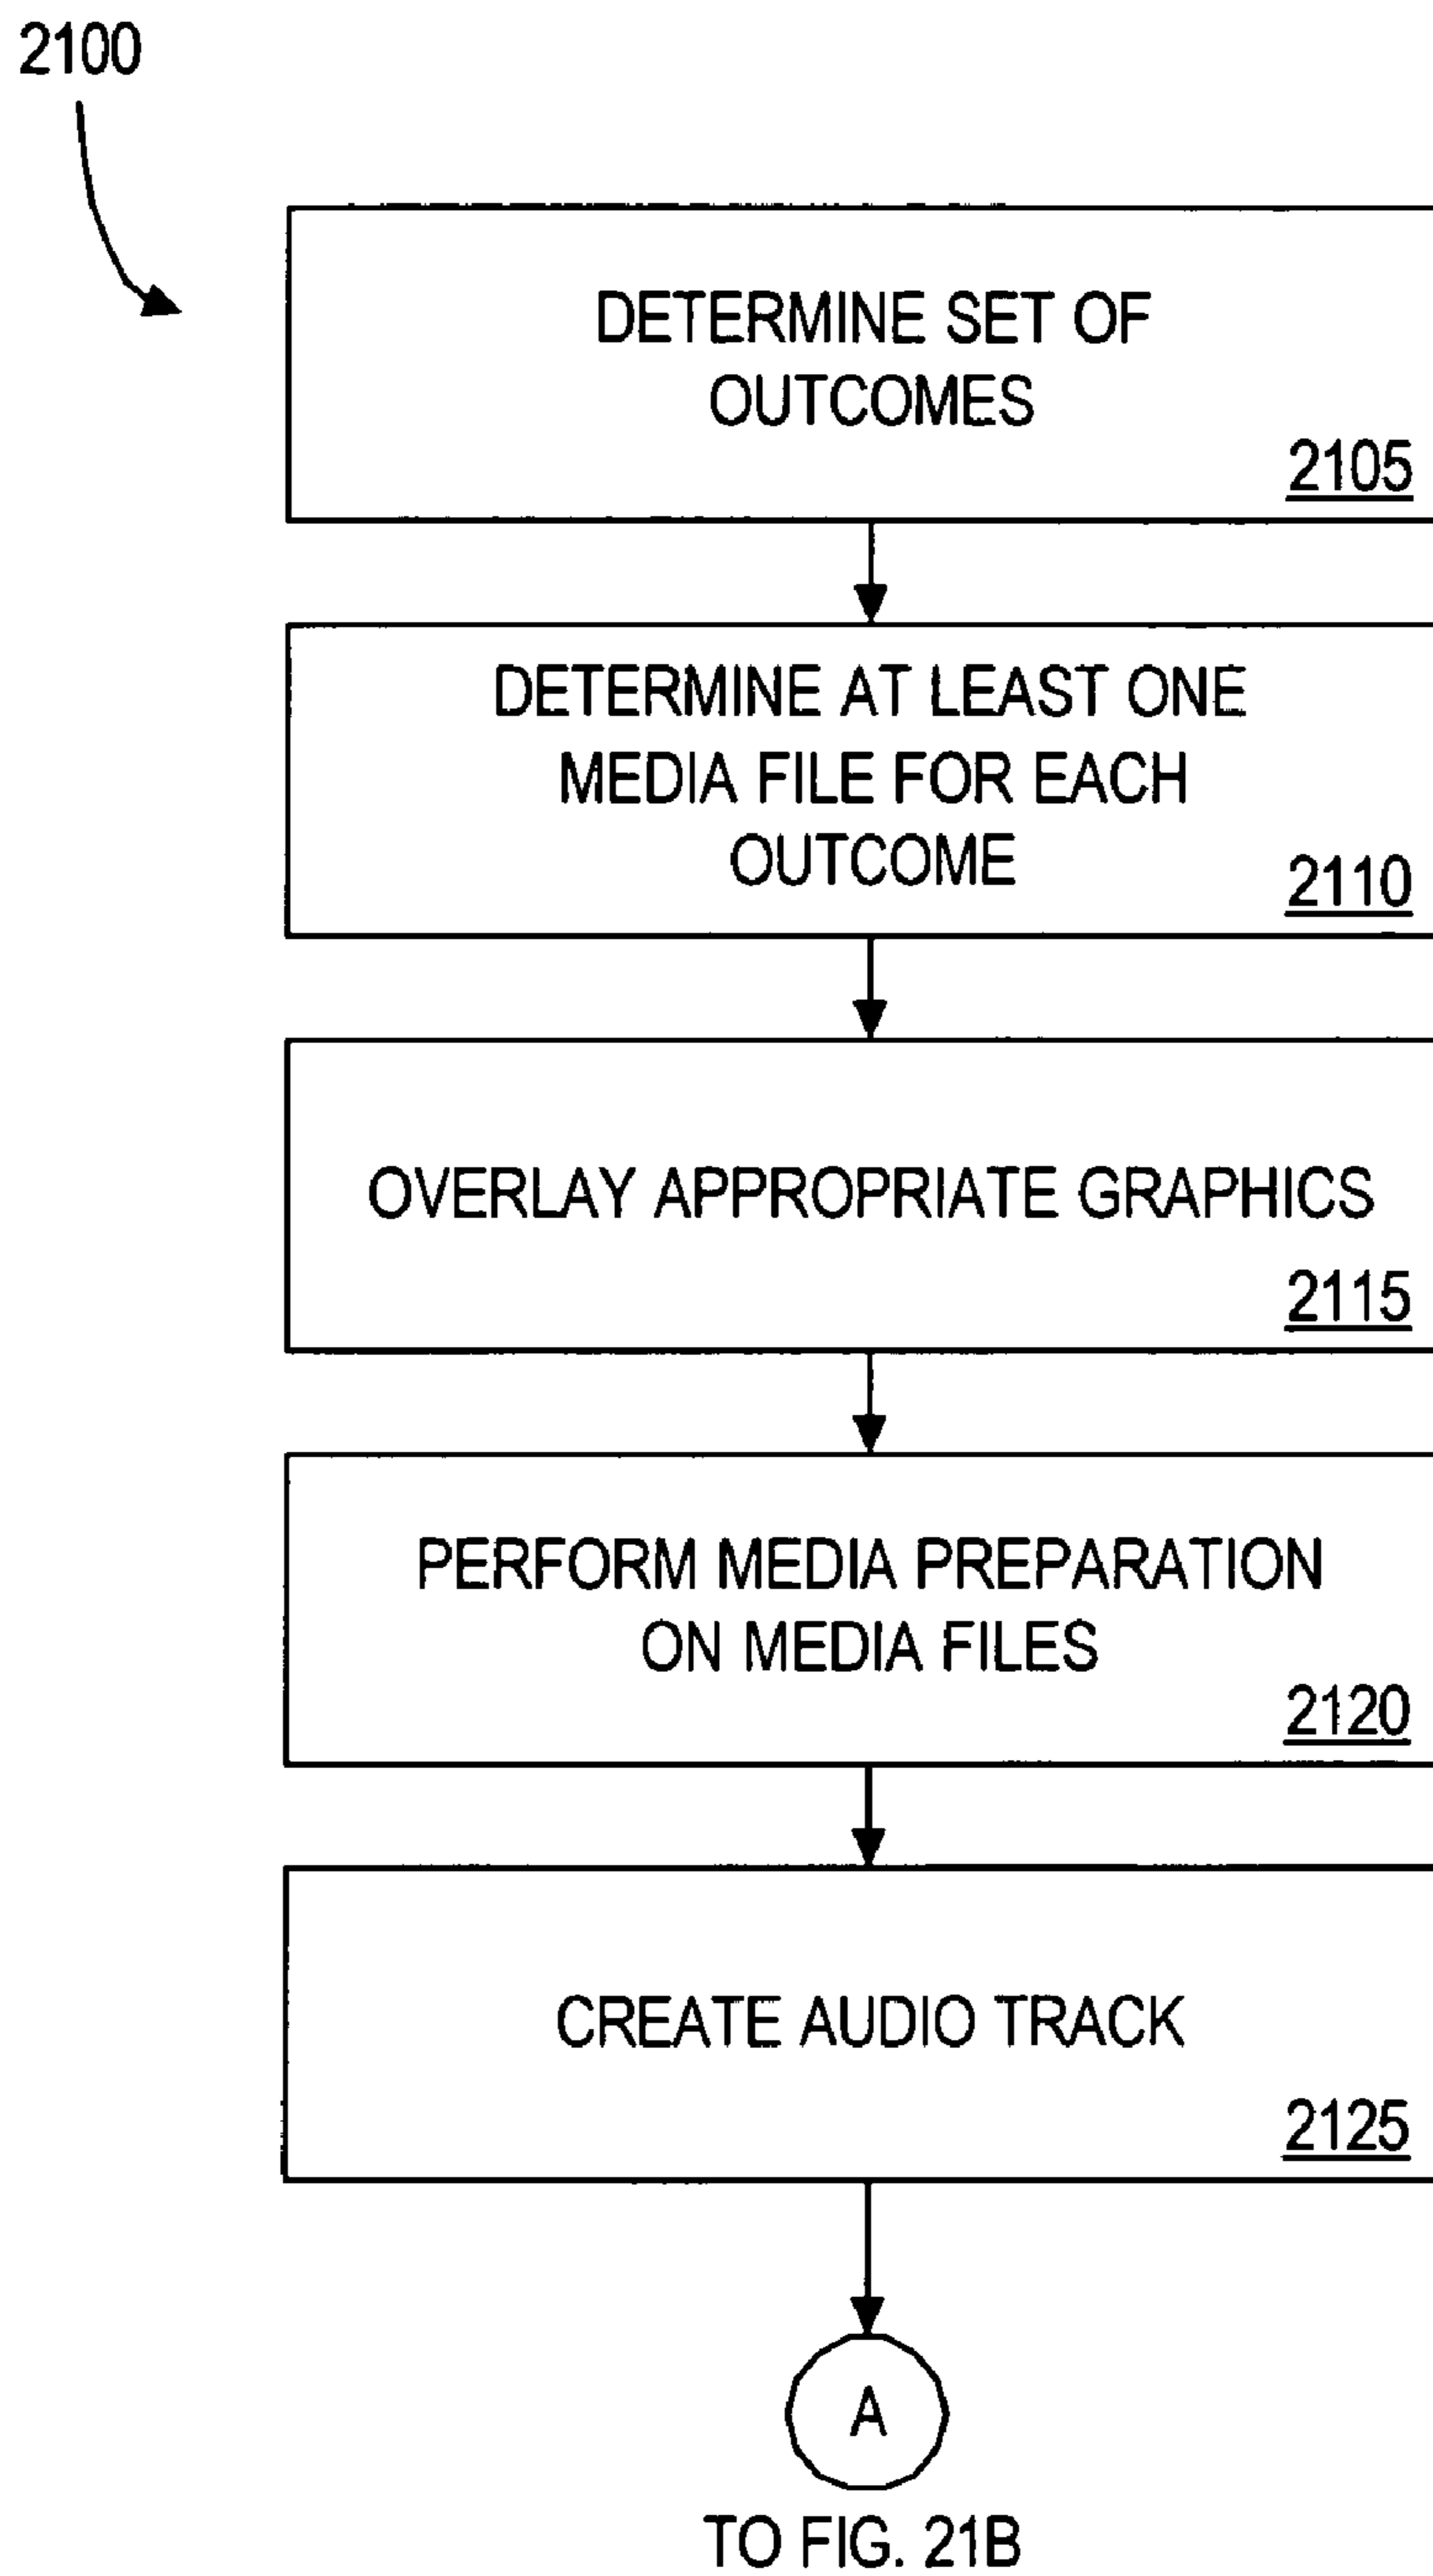 2100
DETERMINE SET OF
OUTCOMES
2105
DETERMINE AT LEAST ONE
MEDIA FILE FOR EACH
OUTCOME
2110
OVERLAY APPROPRIATE GRAPHICS
2115
PERFORM MEDIA PREPARATION
ON MEDIA FILES
2120
CREATE AUDIO TRACK
2125
A
TO FIG. 21B